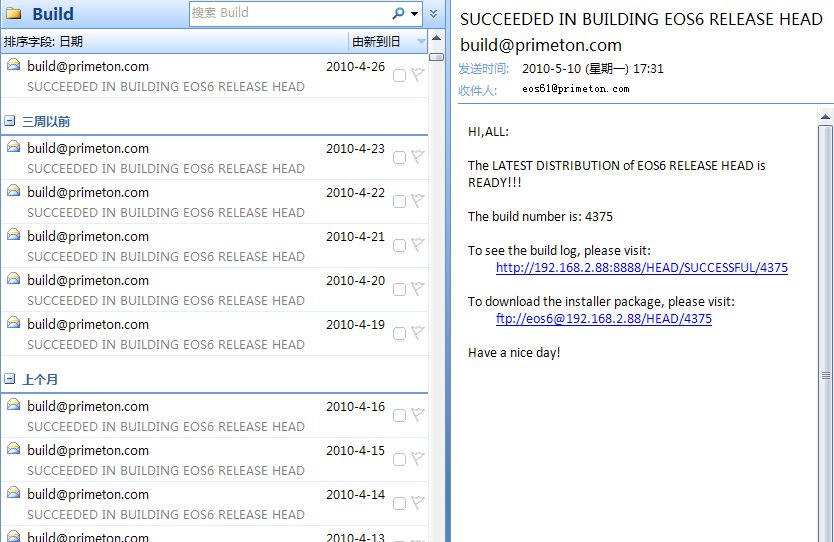 Build
搜索 Build
排序字段: 日期
由新到旧
build@primeton.com
2010-4-26
SUCCEEDED IN BUILDING EOS6 RELEASE HEAD
三周以前
build@primeton.com
2010-4-23
SUCCEEDED IN BUILDING EOS6 RELEASE HEAD
build@primeton.com
2010-4-22
SUCCEEDED IN BUILDING EOS6 RELEASE HEAD
build@primeton.com
2010-4-21
SUCCEEDED IN BUILDING EOS6 RELEASE HEAD
build@primeton.com
2010-4-20
SUCCEEDED IN BUILDING EOS6 RELEASE HEAD
build@primeton.com
2010-4-19
SUCCEEDED IN BUILDING EOS6 RELEASE HEAD
上个月
build@primeton.com
2010-4-16
SUCCEEDED IN BUILDING EOS6 RELEASE HEAD
build@primeton.com
2010-4-15
SUCCEEDED IN BUILDING EOS6 RELEASE HEAD
build@primeton.com
2010-4-14
SUCCEEDED IN BUILDING EOS6 RELEASE HEAD
build@primeton.com
2010-4-13
SUCCEEDED IN BUILDING EOS6 RELEASE HEAD
build@primeton.com
发送时间: 2010-5-10 (星期一) 17:31
收件人: eos61@primeton.com
HI,ALL:
The LATEST DISTRIBUTION of EOS6 RELEASE HEAD is
READY!!!
The build number is: 4375
To see the build log, please visit:
http://192.168.2.88:8888/HEAD/SUCCESSFUL/4375
To download the installer package, please visit:
ftp://eos6@192.168.2.88/HEAD/4375
Have a nice day!